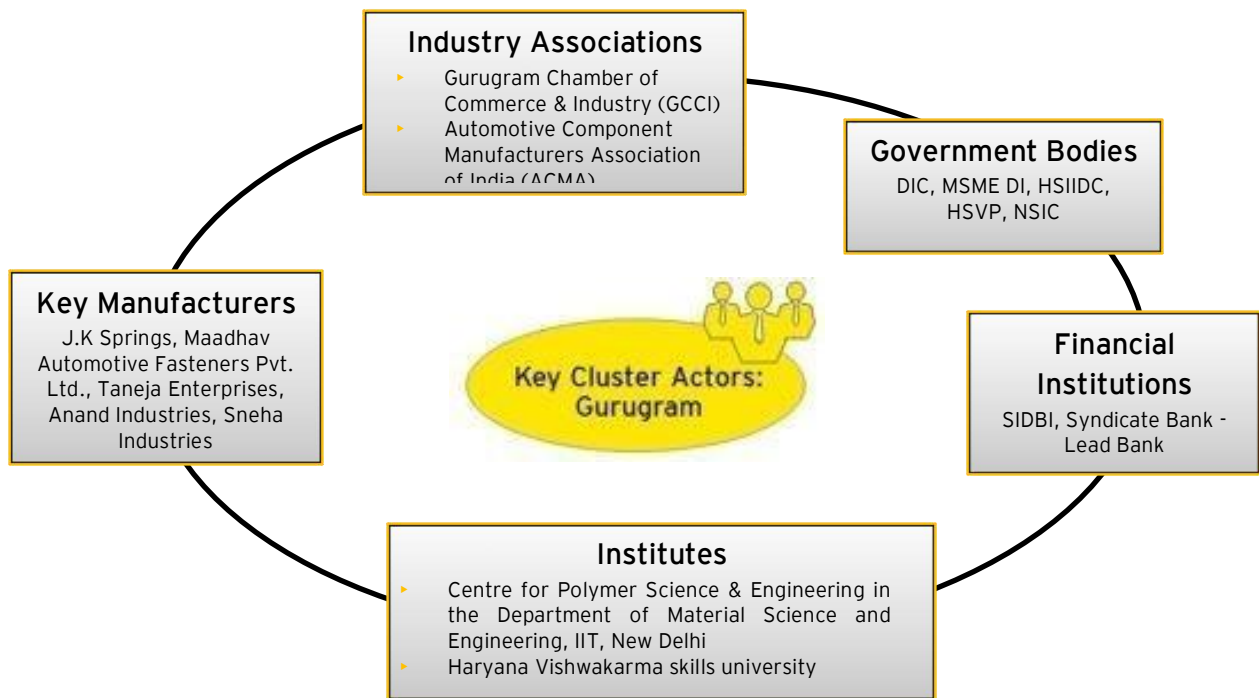 Industry Associations
‣ Gurugram Chamber of
Commerce & Industry (GCCI)
‣ Automotive Component
Manufacturers Association
of India (ACMA)
Government Bodies
DIC, MSME DI, HSIIDC,
HSVP, NSIC
Key Manufacturers
J.K Springs, Maadhav
Automotive Fasteners Pvt.
Ltd., Taneja Enterprises,
Anand Industries, Sneha
Industries
Key Cluster Actors:
Gurugram
Financial
Institutions
SIDBI, Syndicate Bank -
Lead Bank
Institutes
‣ Centre for Polymer Science & Engineering in
the Department of Material Science and
Engineering, IIT, New Delhi
‣ Haryana Vishwakarma skills university